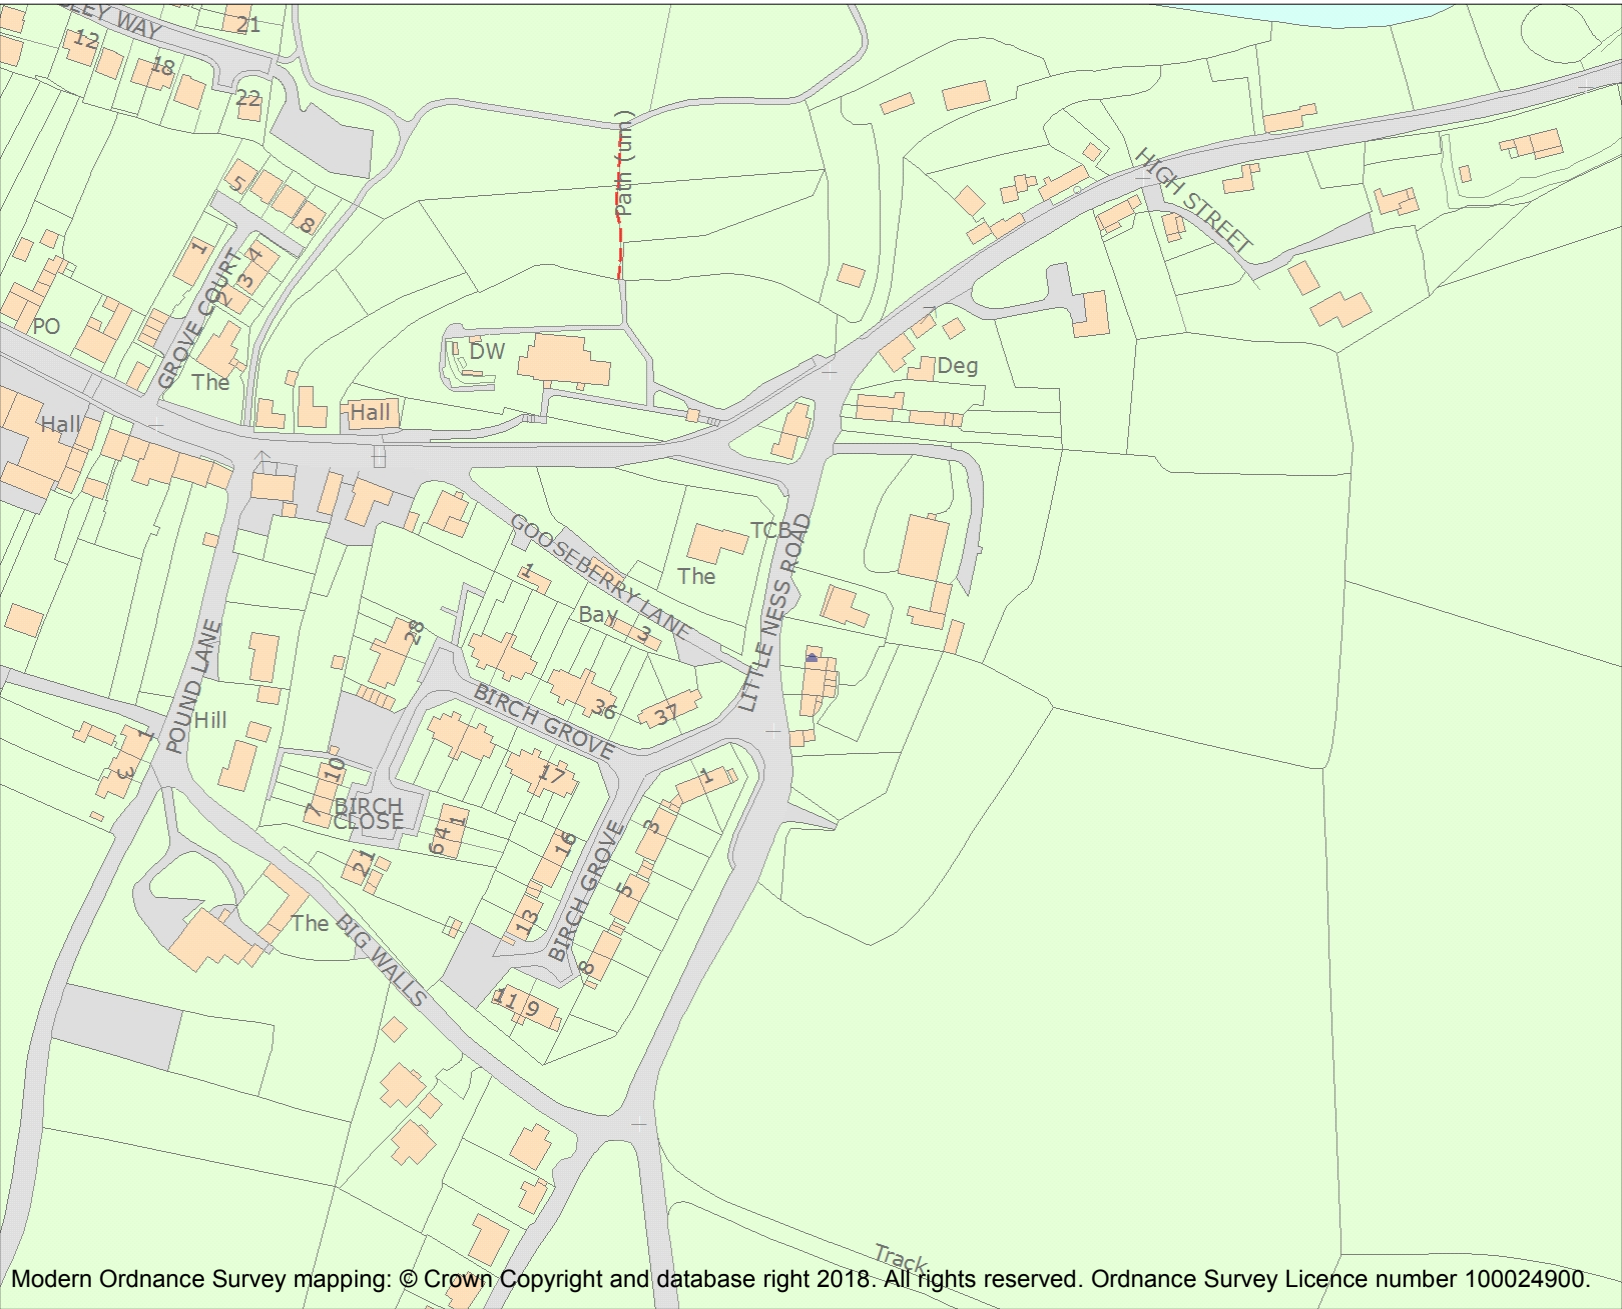 LEY WAY
21
12
18
22
Path (um)
HIGH STREET
5
8
1
4
3
2
GROVE COURT
PO
The
DW
Deg
Hall
Hall
GOOSEBERRY LANE
TCB
The
1
Bay
3
28
LITTLE NESS ROAD
POUND LANE
BIRCH GROVE
36
37
Hill
1
3
10
7
17
1
BIRCH
CLOSE
1
4
6
3
16
21
5
BIRCH GROVE
13
The
BIG WALLS
8
11 9
Track
Modern Ordnance Survey mapping: © Crown Copyright and database right 2018. All rights reserved. Ordnance Survey Licence number 100024900.